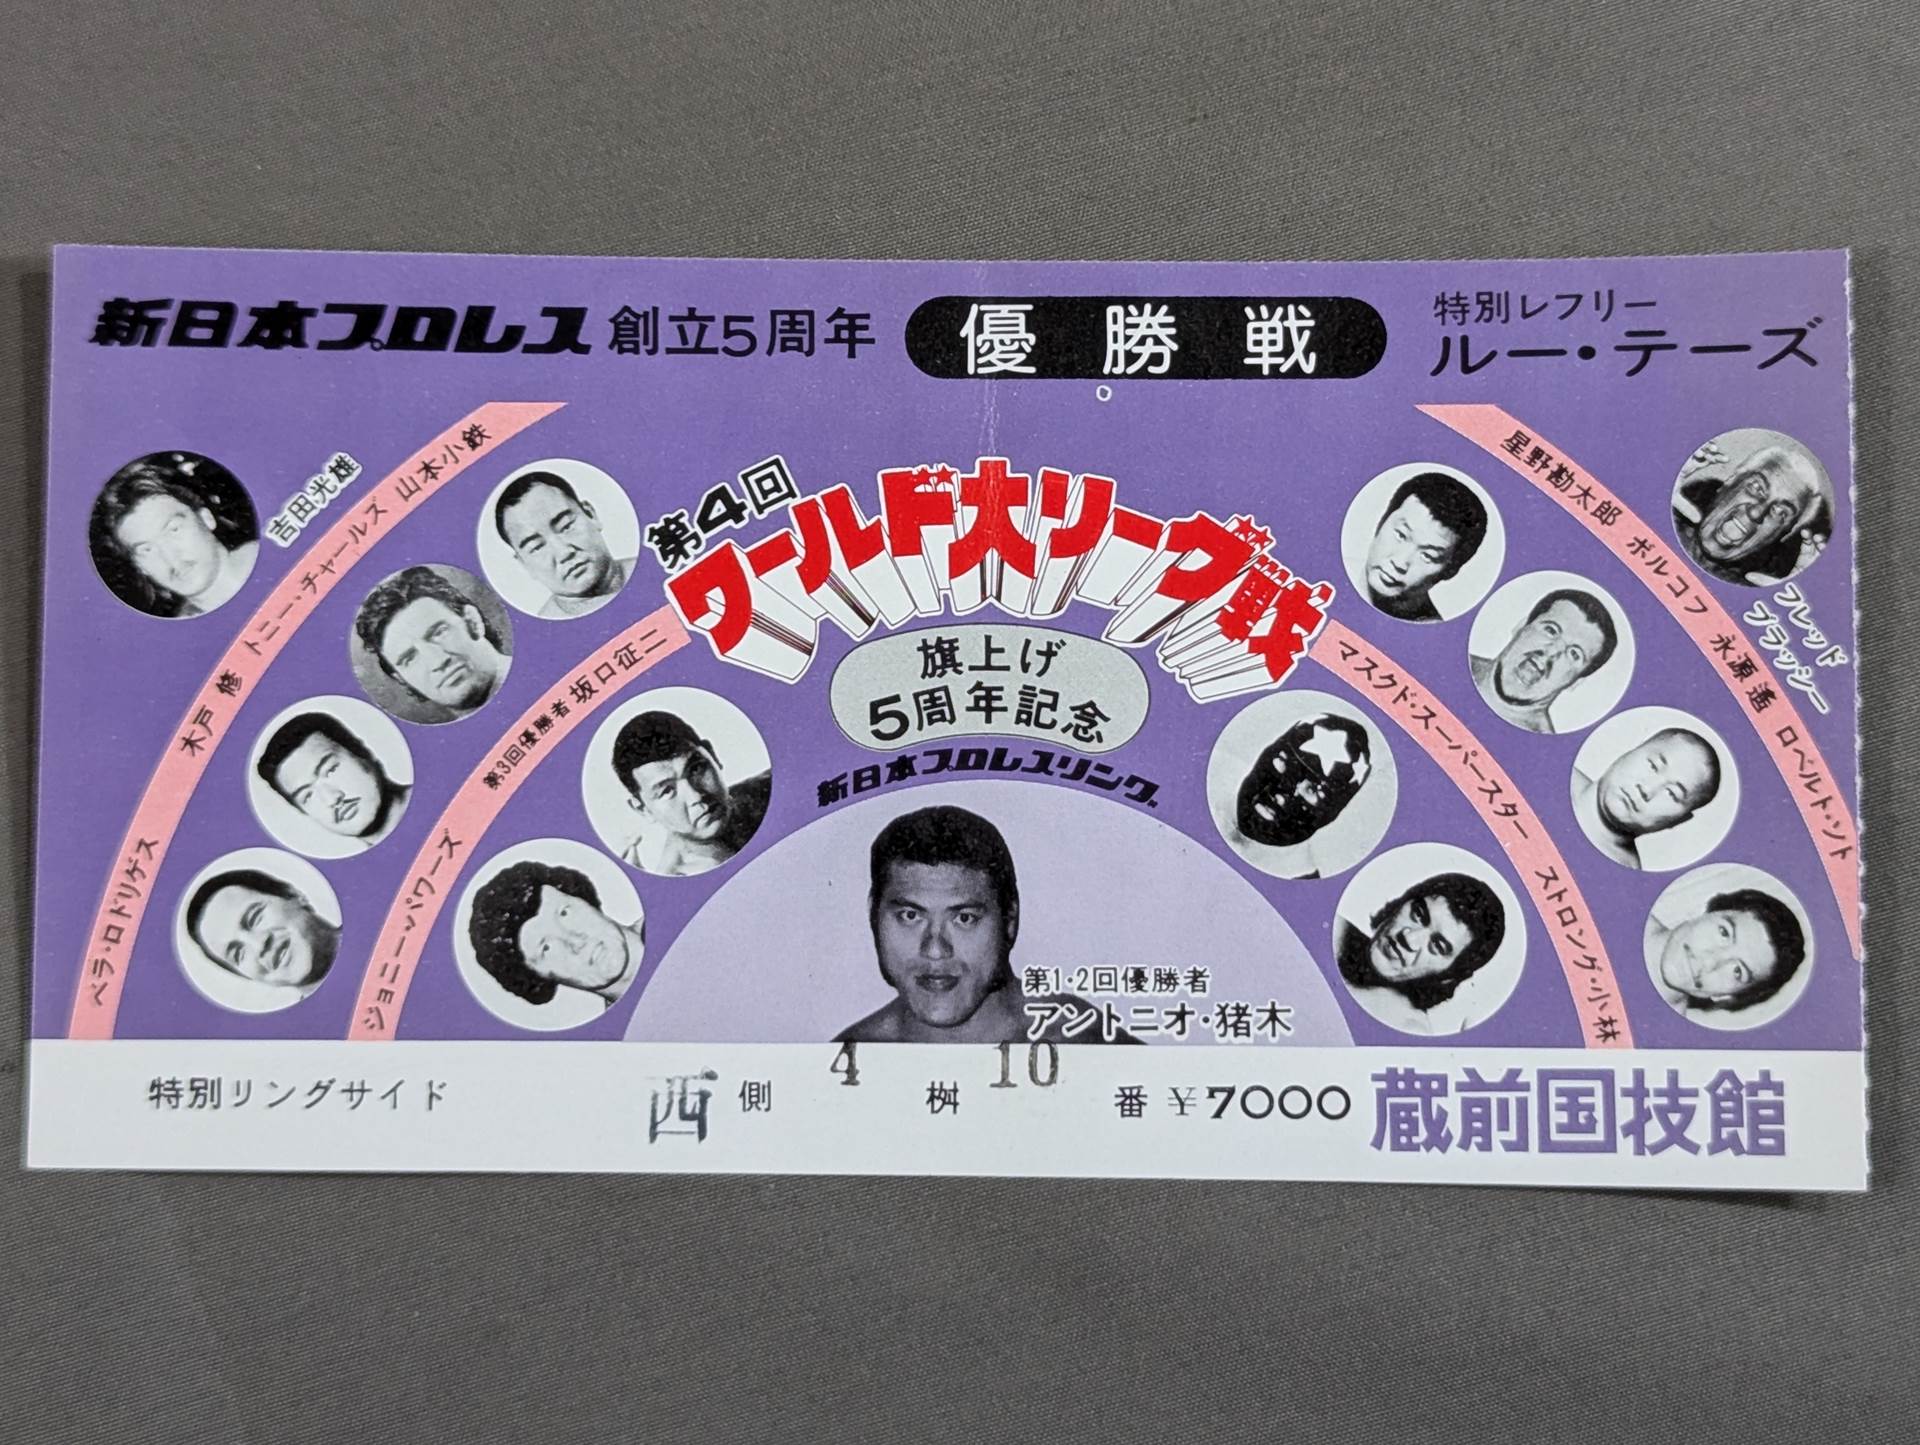 新日本プロレス 創立5周年 優勝戦
特別レフリー
ルー・テーズ
吉田光雄
ベラ・ロドリゲス 木戸 修 トニー・チャールズ 山本小鉄
ジョニー・パワーズ 第3回優勝者 坂口征二
第4回
ワールド大リーグ戦
旗上げ
5周年記念
新日本プロレスリング
マスクド・スーパースター ストロング・小林
星野勘太郎 ボルコフ 永源遙 ロベルト・ソト
フレッド
ブラッシー
第1・2回優勝者
アントニオ・猪木
特別リングサイド 西側 4 桝 10 番 ¥7000 蔵前国技館